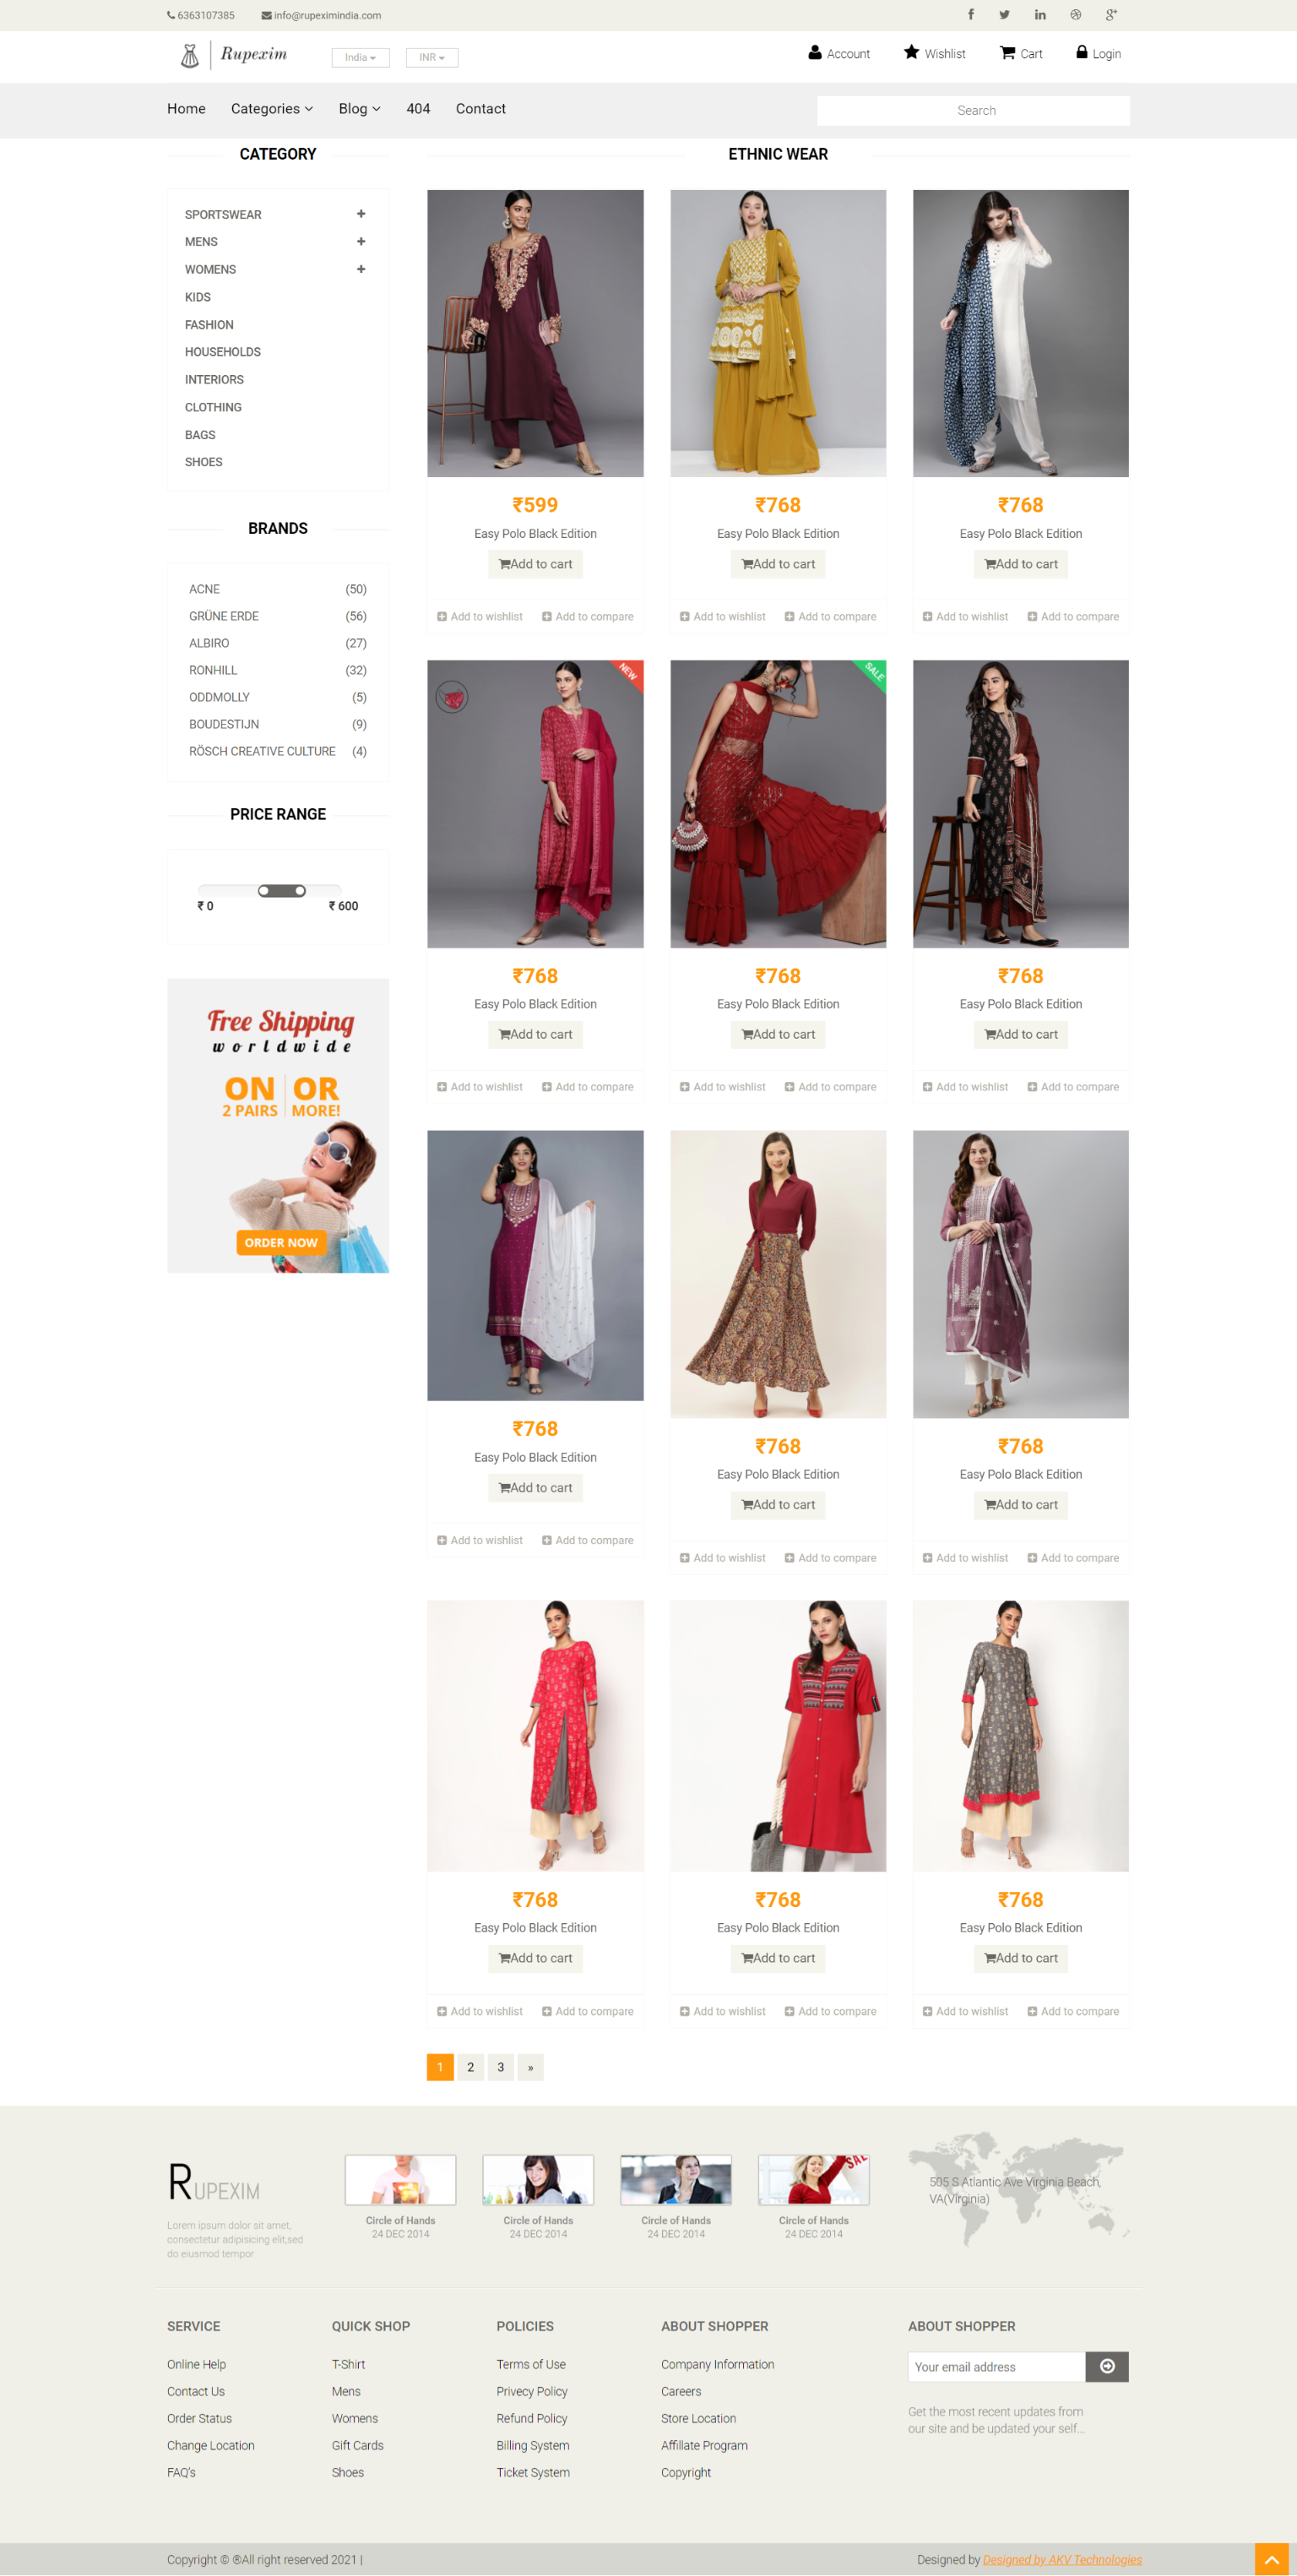 6363107385 info@rupeximindia.com
Rupexim India INR Account Wishlist Cart Login
Home Categories Blog 404 Contact Search
CATEGORY
SPORTSWEAR
MENS
WOMENS
KIDS
FASHION
HOUSEHOLDS
INTERIORS
CLOTHING
BAGS
SHOES
BRANDS
ACNE (50)
GRÜNE ERDE (56)
ALBIRO (27)
RONHILL (32)
ODDMOLLY (5)
BOUDESTIJN (9)
RÖSCH CREATIVE CULTURE (4)
PRICE RANGE
₹ 0 ₹ 600
Free Shipping
worldwide
ON OR
2 PAIRS MORE!
ORDER NOW
ETHNIC WEAR
₹599 ₹768 ₹768
Easy Polo Black Edition Easy Polo Black Edition Easy Polo Black Edition
Add to cart Add to cart Add to cart
Add to wishlist Add to compare Add to wishlist Add to compare Add to wishlist Add to compare
NEW SALE
₹768 ₹768 ₹768
Easy Polo Black Edition Easy Polo Black Edition Easy Polo Black Edition
Add to cart Add to cart Add to cart
Add to wishlist Add to compare Add to wishlist Add to compare Add to wishlist Add to compare
₹768 ₹768 ₹768
Easy Polo Black Edition Easy Polo Black Edition Easy Polo Black Edition
Add to cart Add to cart Add to cart
Add to wishlist Add to compare Add to wishlist Add to compare Add to wishlist Add to compare
₹768 ₹768 ₹768
Easy Polo Black Edition Easy Polo Black Edition Easy Polo Black Edition
Add to cart Add to cart Add to cart
Add to wishlist Add to compare Add to wishlist Add to compare Add to wishlist Add to compare
1 2 3 »
RUPEXIM
Lorem ipsum dolor sit amet,
consectetur adipisicing elit,sed
do eiusmod tempor
SAL
Circle of Hands Circle of Hands Circle of Hands Circle of Hands
24 DEC 2014 24 DEC 2014 24 DEC 2014 24 DEC 2014
505 S Atlantic Ave Virginia Beach,
VA(Virginia)
SERVICE
Online Help
Contact Us
Order Status
Change Location
FAQ's
QUICK SHOP
T-Shirt
Mens
Womens
Gift Cards
Shoes
POLICIES
Terms of Use
Privecy Policy
Refund Policy
Billing System
Ticket System
ABOUT SHOPPER
Company Information
Careers
Store Location
Affillate Program
Copyright
ABOUT SHOPPER
Your email address
Get the most recent updates from
our site and be updated your self...
Copyright © ®All right reserved 2021 | Designed by Designed by AKV Technologies